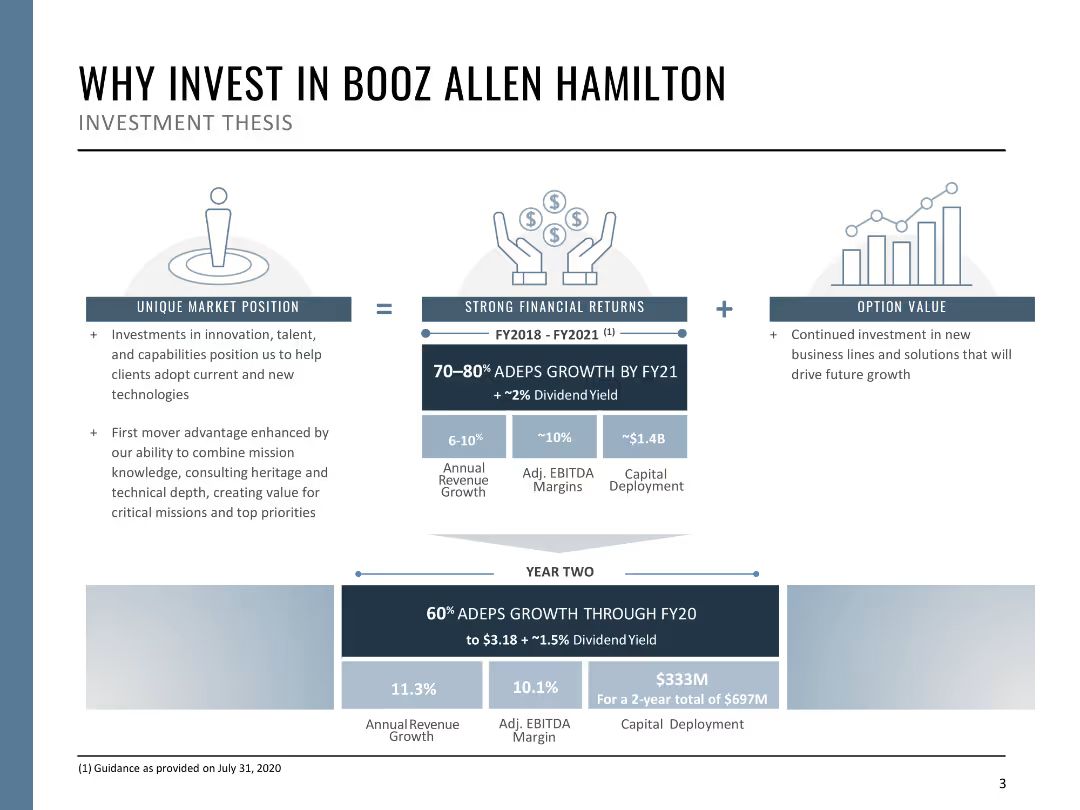 WHY INVEST IN BOOZ ALLEN HAMILTON
INVESTMENT THESIS
UNIQUE MARKET POSITION
+ Investments in innovation, talent,
and capabilities position us to help
clients adopt current and new
technologies
+ First mover advantage enhanced by
our ability to combine mission
knowledge, consulting heritage and
technical depth, creating value for
critical missions and top priorities
=
$
$ $
$
STRONG FINANCIAL RETURNS
FY2018 - FY2021 (1)
70–80% ADEPS GROWTH BY FY21
+ ~2% Dividend Yield
6-10%
Annual
Revenue
Growth
~10%
Adj. EBITDA
Margins
~$1.4B
Capital
Deployment
+
OPTION VALUE
+ Continued investment in new
business lines and solutions that will
drive future growth
YEAR TWO
60% ADEPS GROWTH THROUGH FY20
to $3.18 + ~1.5% Dividend Yield
11.3%
Annual Revenue
Growth
10.1%
Adj. EBITDA
Margin
$333M
For a 2-year total of $697M
Capital Deployment
(1) Guidance as provided on July 31, 2020
3